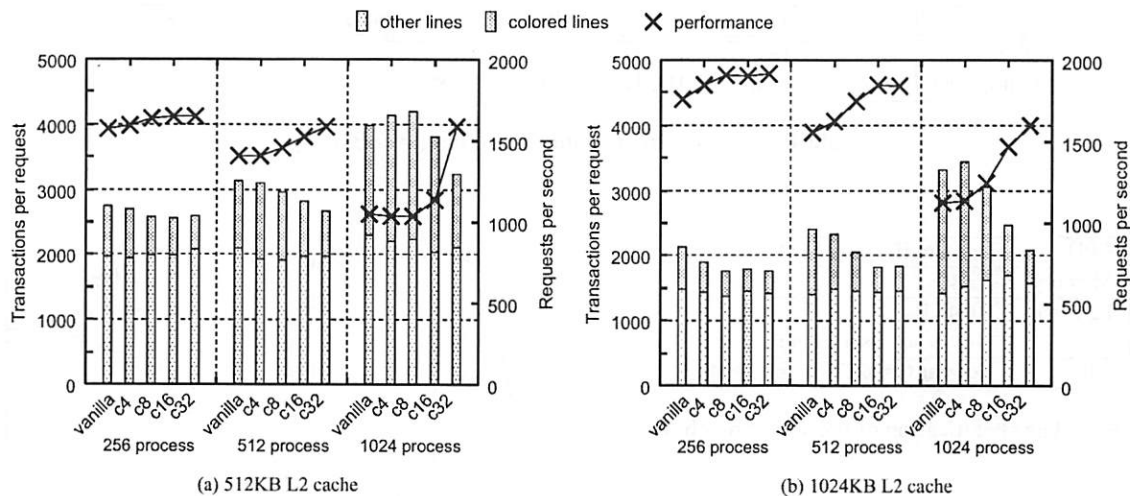 other lines colored lines performance
5000
4000
3000
2000
1000
0
Transactions per request
2000
1500
1000
500
0
Requests per second
vanilla c4 c8 c16 c32 vanilla c4 c8 c16 c32 vanilla c4 c8 c16 c32
256 process 512 process 1024 process
(a) 512KB L2 cache
5000
4000
3000
2000
1000
0
Transactions per request
2000
1500
1000
500
0
Requests per second
vanilla c4 c8 c16 c32 vanilla c4 c8 c16 c32 vanilla c4 c8 c16 c32
256 process 512 process 1024 process
(b) 1024KB L2 cache